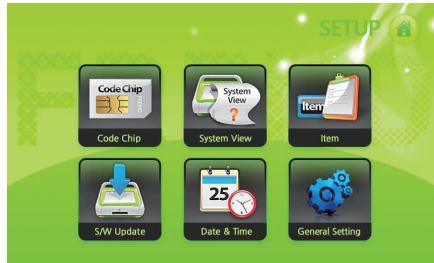 SETUP
Code Chip
System
View
?
Item
Code Chip
System View
Item
25
S/W Update
Date & Time
General Setting